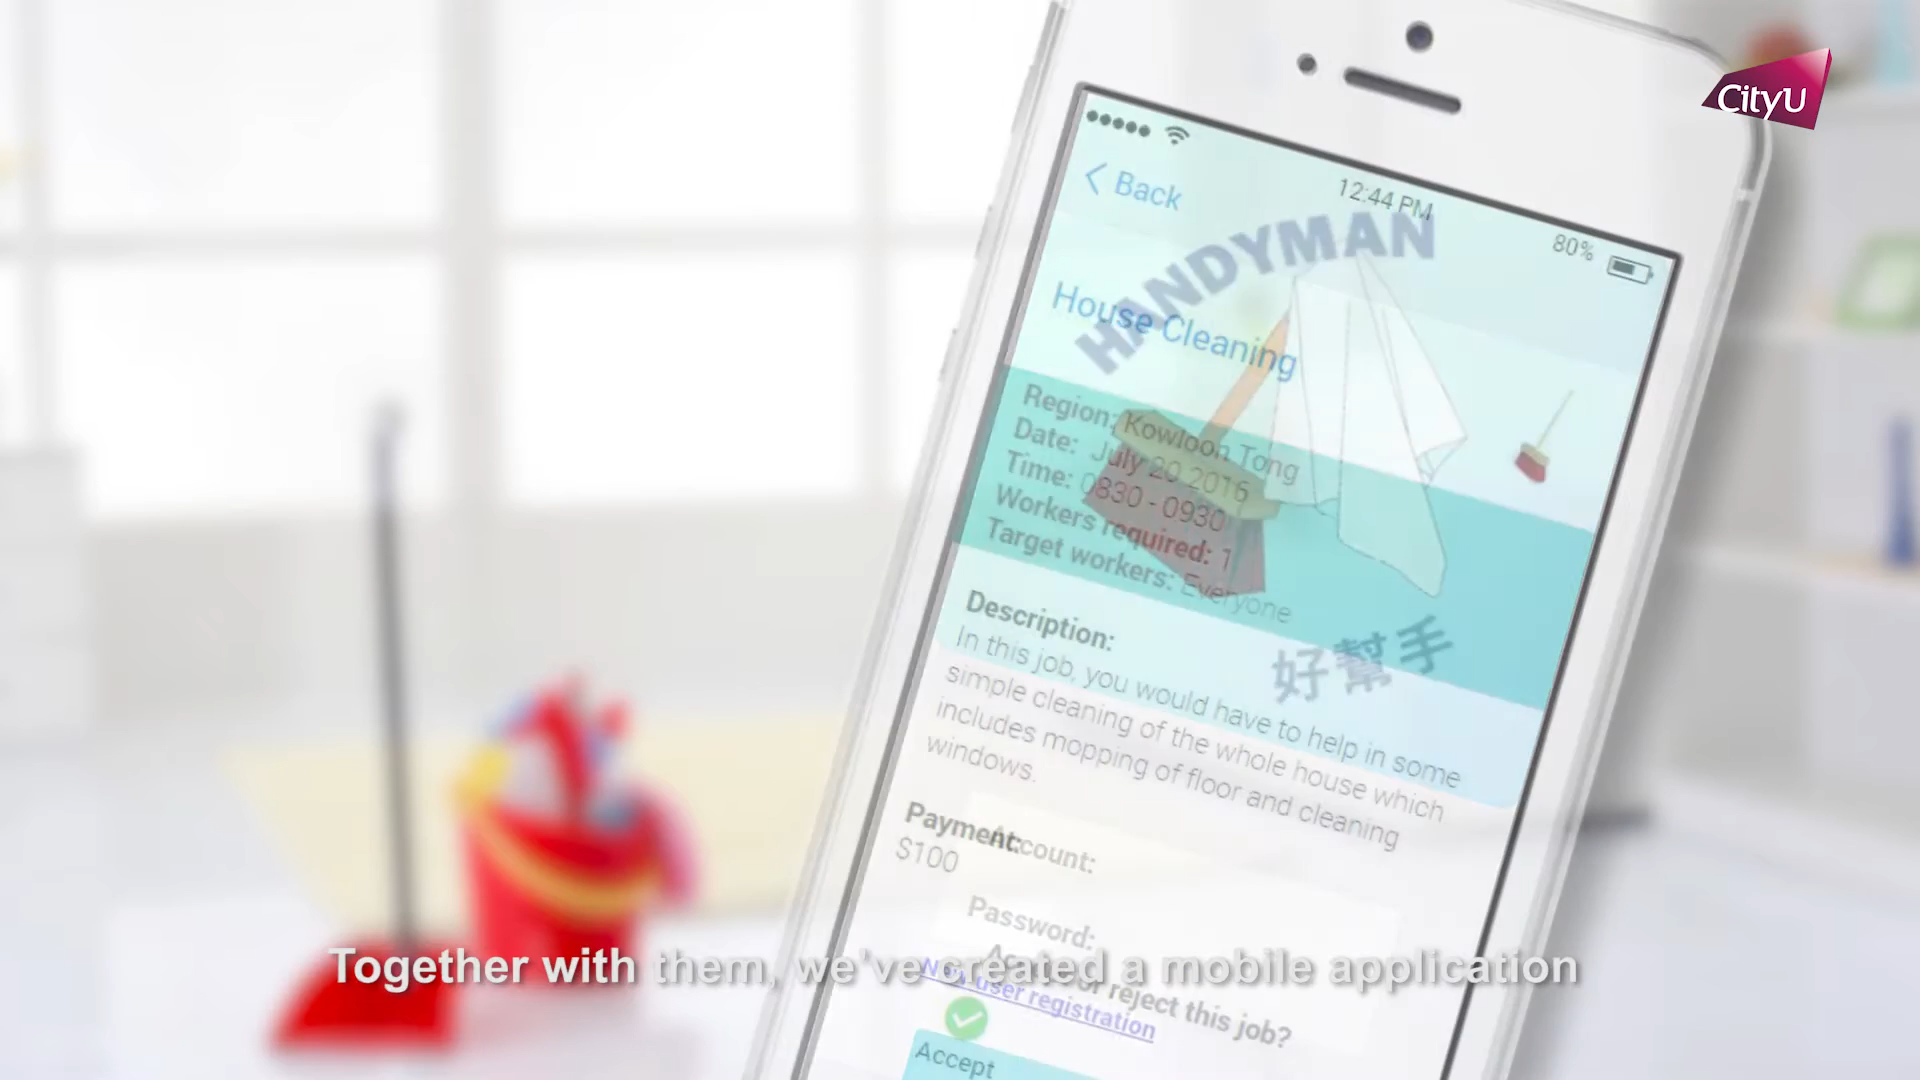 CityU
12:44 PM
80%
Back
HANDYMAN
House Cleaning
Region: Kowloon Tong
Date: July 20 2016
Time: 0830 - 0930
Workers required: 1
Target workers: Everyone
好幫手
Description:
In this job, you would have to help in some
simple cleaning of the whole house which
includes mopping of floor and cleaning
windows.
Payment:
$100
Account:
Password:
Accept or reject this job?
New user registration
Accept
Together with them, we've created a mobile application